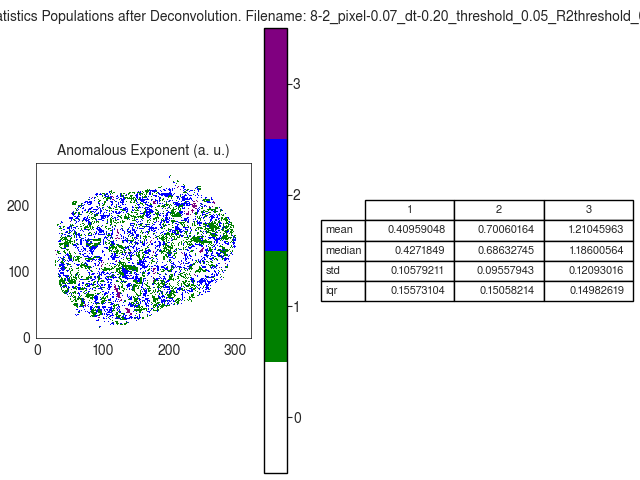 atistics Populations after Deconvolution. Filename: 8-2_pixel-0.07_dt-0.20_threshold_0.05_R2threshold_
Anomalous Exponent (a. u.)
200
100
0
0 100 200 300
3
2
1
0
1 2 3
mean 0.40959048 0.70060164 1.21045963
median 0.4271849 0.68632745 1.18600564
std 0.10579211 0.09557943 0.12093016
iqr 0.15573104 0.15058214 0.14982619